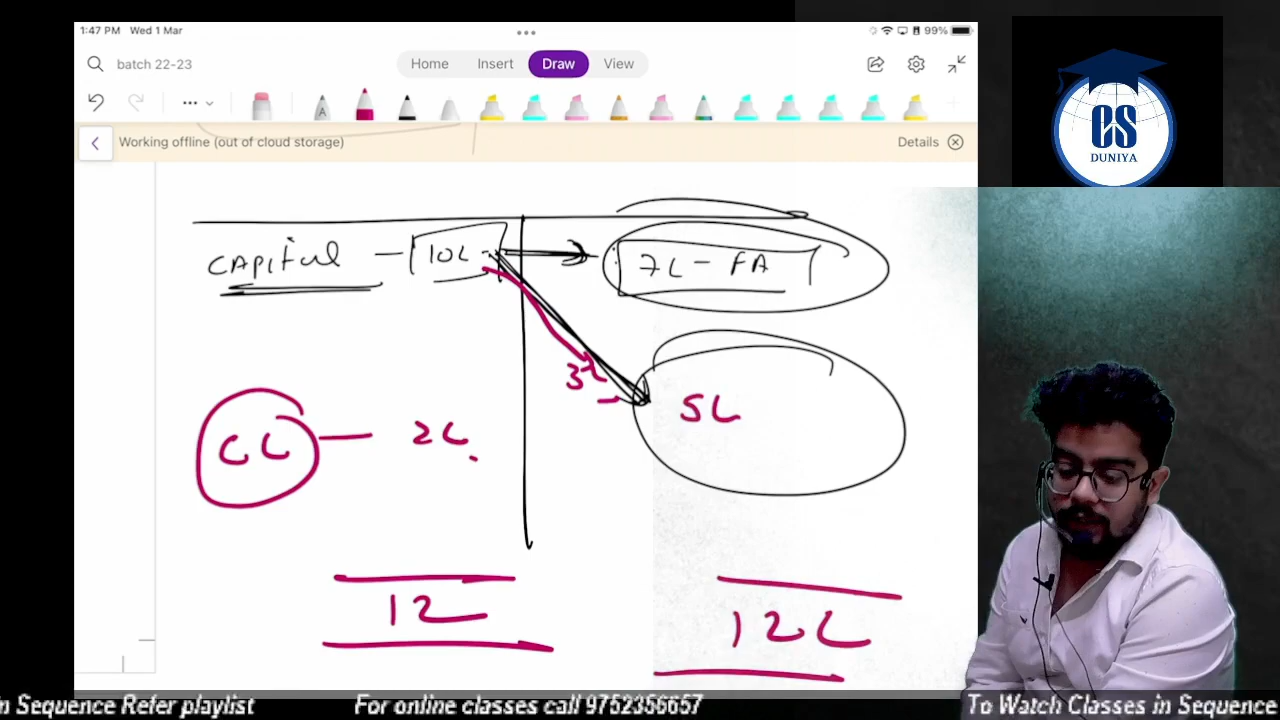 1:47 PM Wed 1 Mar
99%
batch 22-23
Home Insert Draw View
A
Working offline (out of cloud storage)
Details
CS
DUNIYA
CAPITAL – 10L
7L – FA
3L
5L
CL — 2L
12
12L
n Sequence Refer playlist
For online classes call 9752356657
To Watch Classes in Sequence